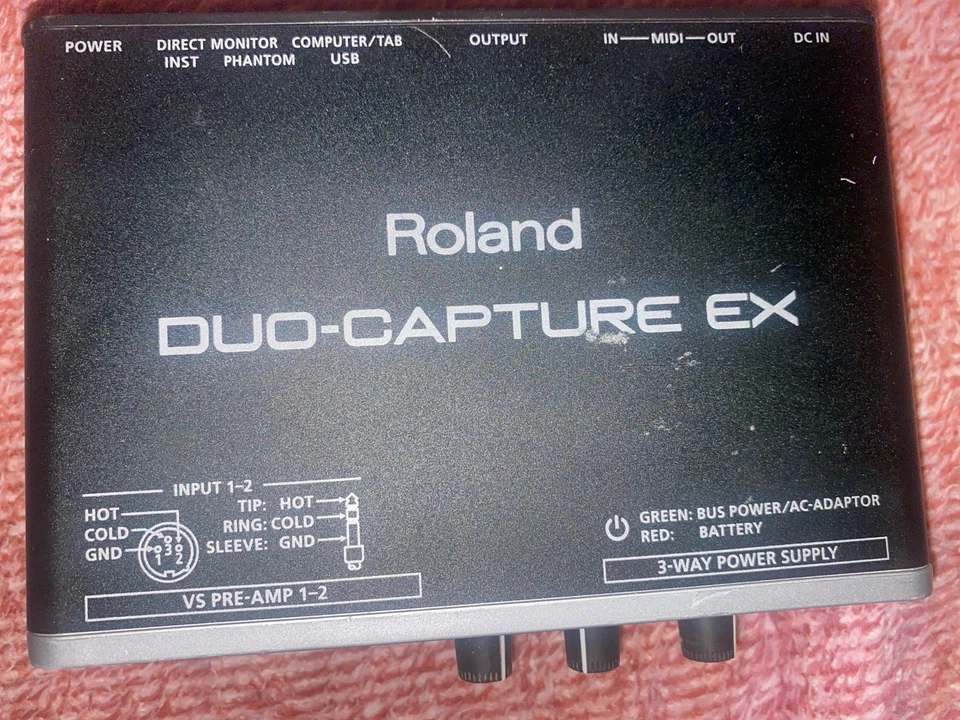 POWER DIRECT MONITOR COMPUTER/TAB OUTPUT IN MIDI OUT DC IN
INST PHANTOM USB
Roland
DUO-CAPTURE EX
INPUT 1-2
HOT TIP: HOT
COLD RING: COLD
GND SLEEVE: GND
1 3 2
VS PRE-AMP 1-2
GREEN: BUS POWER/AC-ADAPTOR
RED: BATTERY
3-WAY POWER SUPPLY